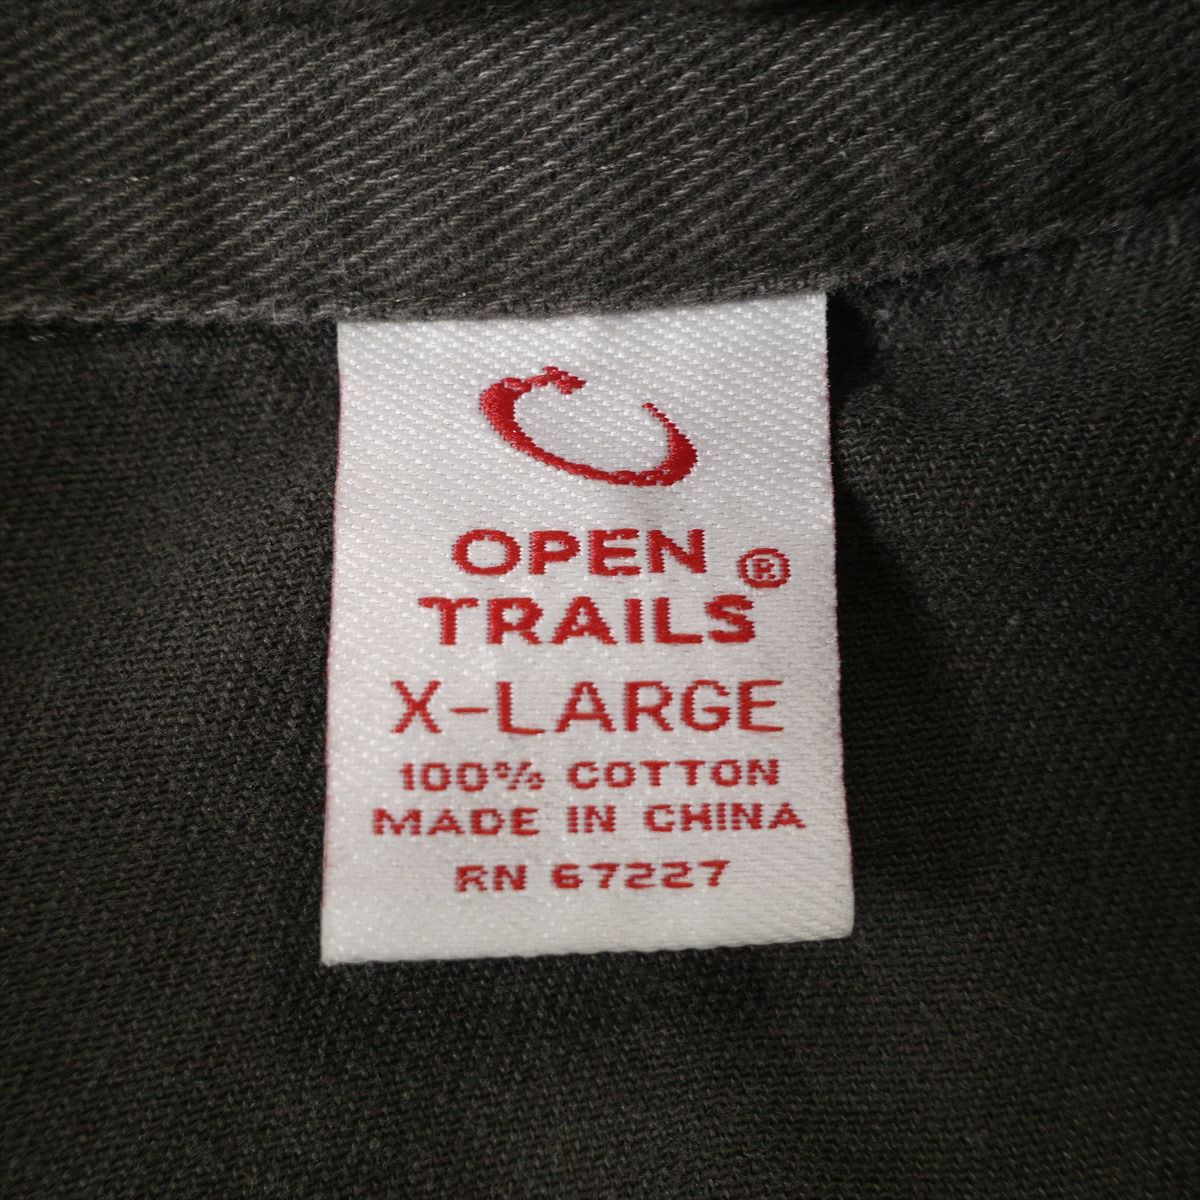 OPEN
TRAILS ®
X-LARGE
100% COTTON
MADE IN CHINA
RN 67227